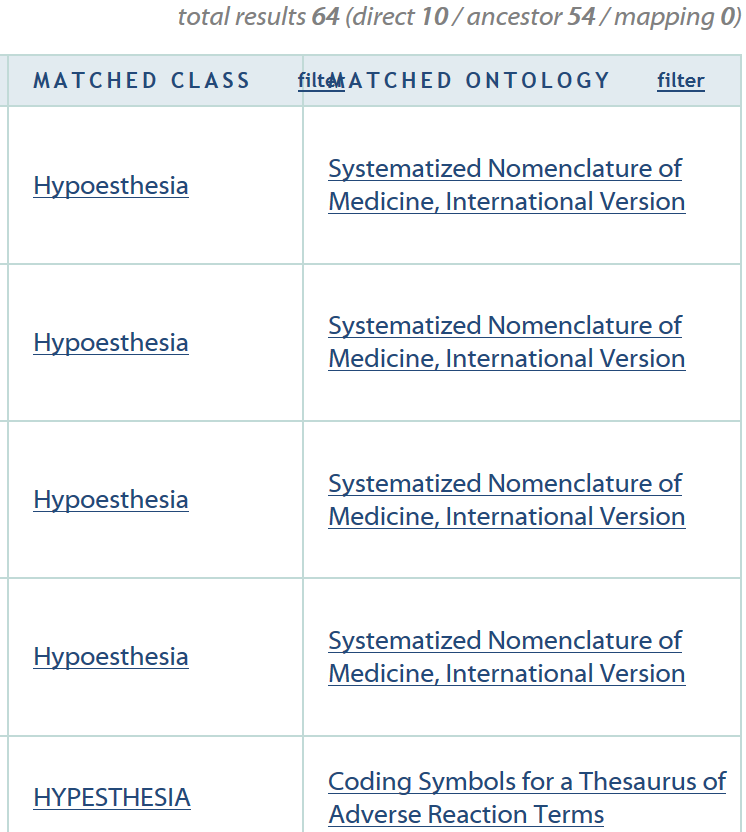 total results 64 (direct 10 / ancestor 54 / mapping 0)
MATCHED CLASS filter MATCHED ONTOLOGY filter
Hypoesthesia
Systematized Nomenclature of
Medicine, International Version
Hypoesthesia
Systematized Nomenclature of
Medicine, International Version
Hypoesthesia
Systematized Nomenclature of
Medicine, International Version
Hypoesthesia
Systematized Nomenclature of
Medicine, International Version
HYPESTHESIA
Coding Symbols for a Thesaurus of
Adverse Reaction Terms